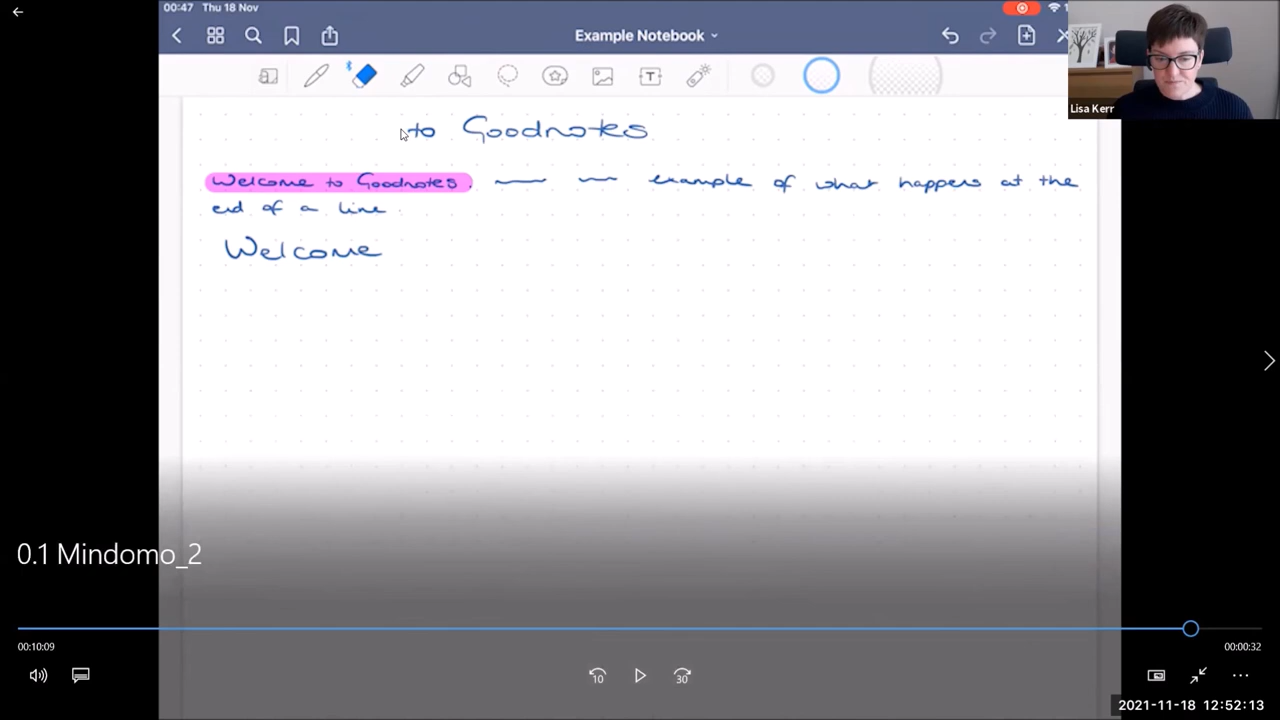 00:47 Thu 18 Nov
Example Notebook
Lisa Kerr
to Goodnotes
Welcome to Goodnotes. example of what happens at the
end of a line.
Welcome
0.1 Mindomo_2
00:10:09
00:00:32
10
30
2021-11-18 12:52:13